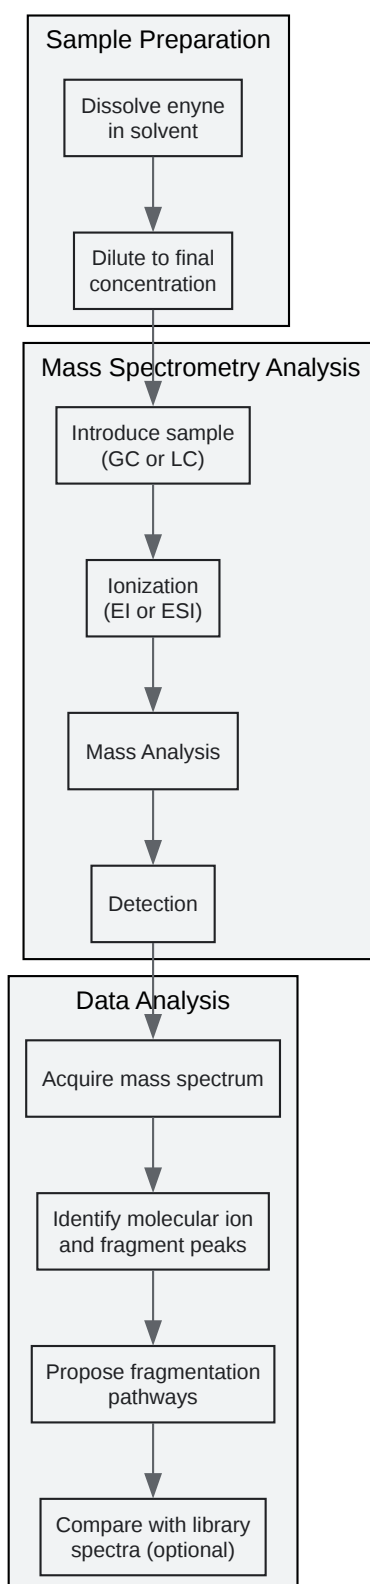 Sample Preparation
Dissolve enyne
in solvent
Dilute to final
concentration
Mass Spectrometry Analysis
Introduce sample
(GC or LC)
Ionization
(EI or ESI)
Mass Analysis
Detection
Data Analysis
Acquire mass spectrum
Identify molecular ion
and fragment peaks
Propose fragmentation
pathways
Compare with library
spectra (optional)